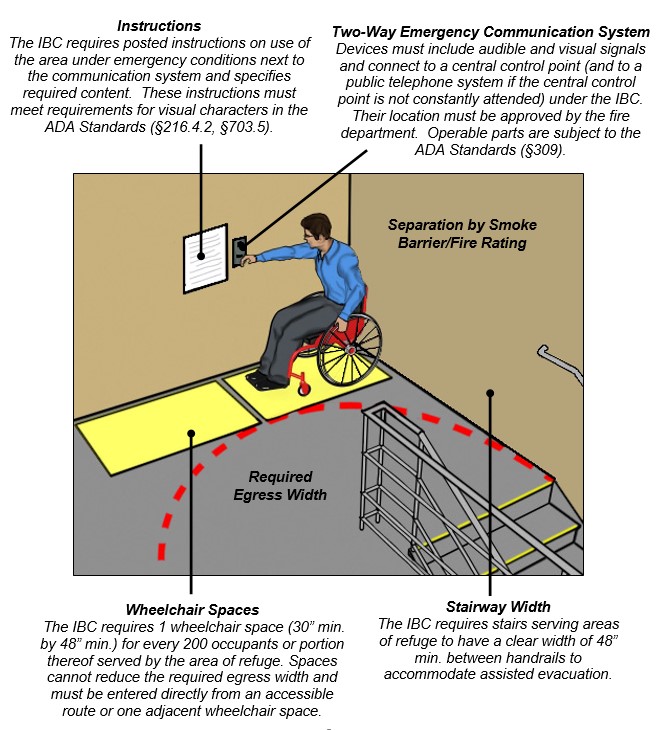 Instructions
The IBC requires posted instructions on use of
the area under emergency conditions next to
the communication system and specifies
required content.  These instructions must
meet requirements for visual characters in the
ADA Standards (§216.4.2, §703.5).
Two-Way Emergency Communication System
Devices must include audible and visual signals
and connect to a central control point (and to a
public telephone system if the central control
point is not constantly attended) under the IBC.
Their location must be approved by the fire
department.  Operable parts are subject to the
ADA Standards (§309).
Separation by Smoke
Barrier/Fire Rating
Required
Egress Width
Wheelchair Spaces
The IBC requires 1 wheelchair space (30” min.
by 48” min.) for every 200 occupants or portion
thereof served by the area of refuge. Spaces
cannot reduce the required egress width and
must be entered directly from an accessible
route or one adjacent wheelchair space.
Stairway Width
The IBC requires stairs serving areas
of refuge to have a clear width of 48”
min. between handrails to
accommodate assisted evacuation.